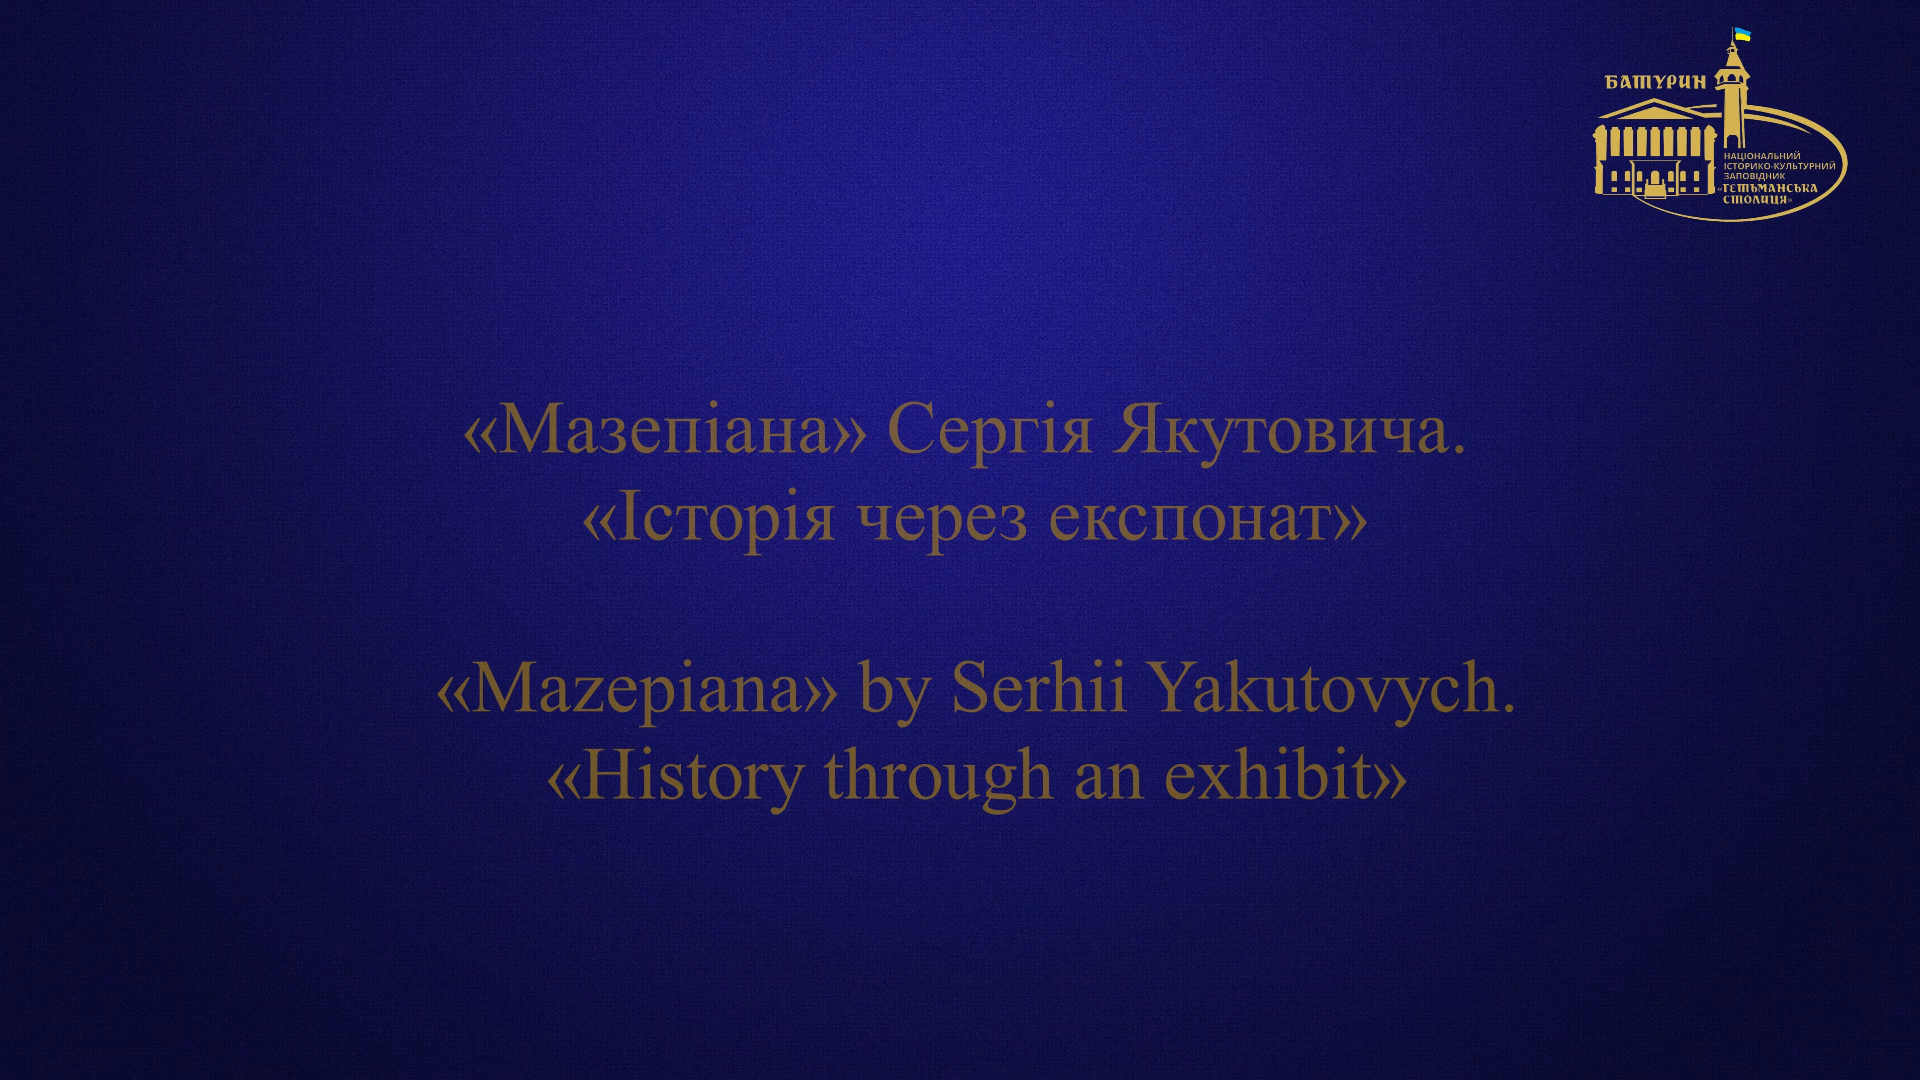 БАТУРИН
НАЦІОНАЛЬНИЙ
ІСТОРИКО-КУЛЬТУРНИЙ
ЗАПОВІДНИК
«ГЕТЬМАНСЬКА
СТОЛИЦЯ»
«Мазепіана» Сергія Якутовича.
«Історія через експонат»
«Mazepiana» by Serhii Yakutovych.
«History through an exhibit»